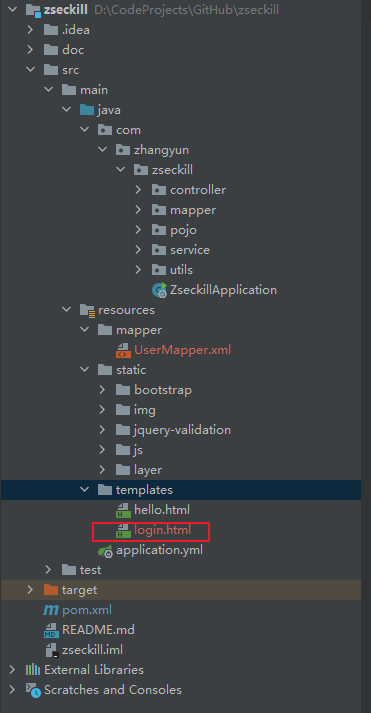 zseckill D:\CodeProjects\GitHub\zseckill
.idea
doc
src
main
java
com
zhangyun
zseckill
controller
mapper
pojo
service
utils
ZseckillApplication
resources
mapper
UserMapper.xml
static
bootstrap
img
jquery-validation
js
layer
templates
hello.html
login.html
application.yml
test
target
pom.xml
README.md
zseckill.iml
External Libraries
Scratches and Consoles